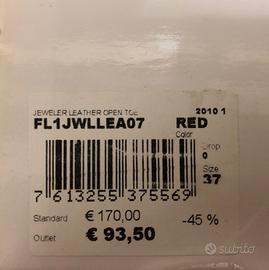 JEWELER LEATHER OPEN TOE 2010 1
FL1JWLLEA07 RED
Color
Drop
0
Size
37
7 613255 375569
Standard € 170,00 -45 %
Outlet € 93,50
subito